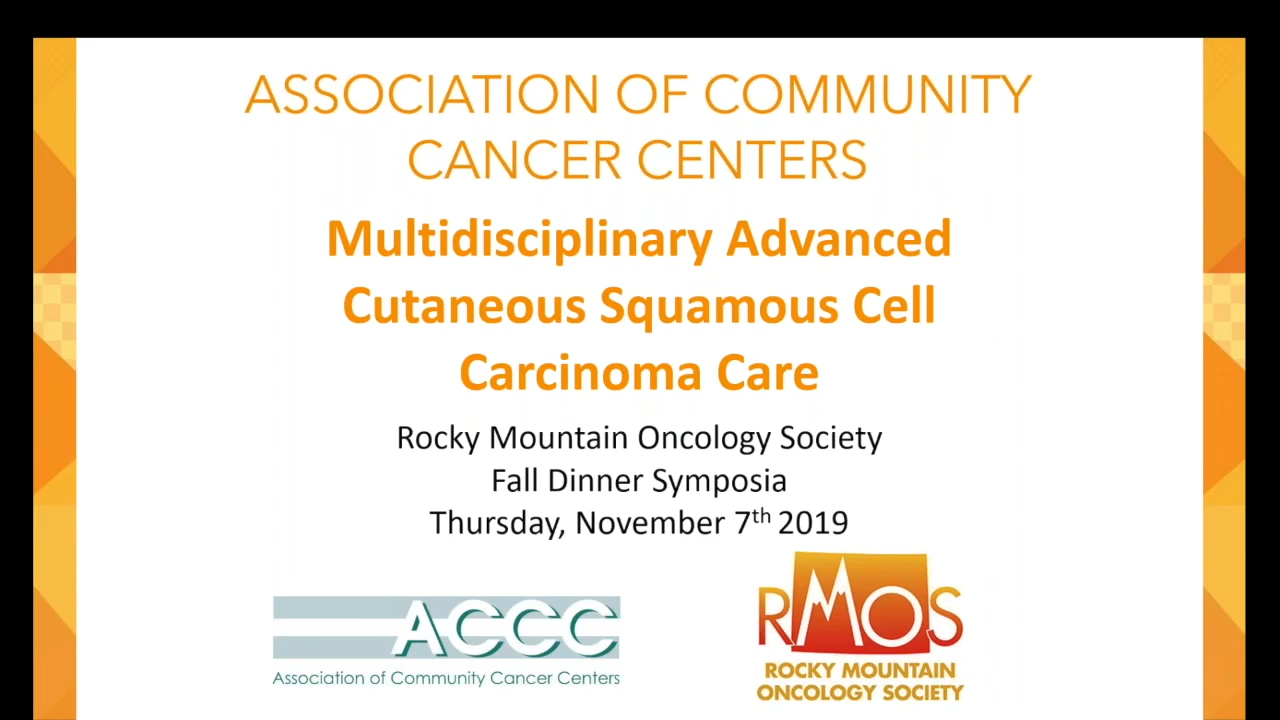 ASSOCIATION OF COMMUNITY
CANCER CENTERS
Multidisciplinary Advanced
Cutaneous Squamous Cell
Carcinoma Care
Rocky Mountain Oncology Society
Fall Dinner Symposia
Thursday, November 7th 2019
ACCC
Association of Community Cancer Centers
RMOS
ROCKY MOUNTAIN
ONCOLOGY SOCIETY